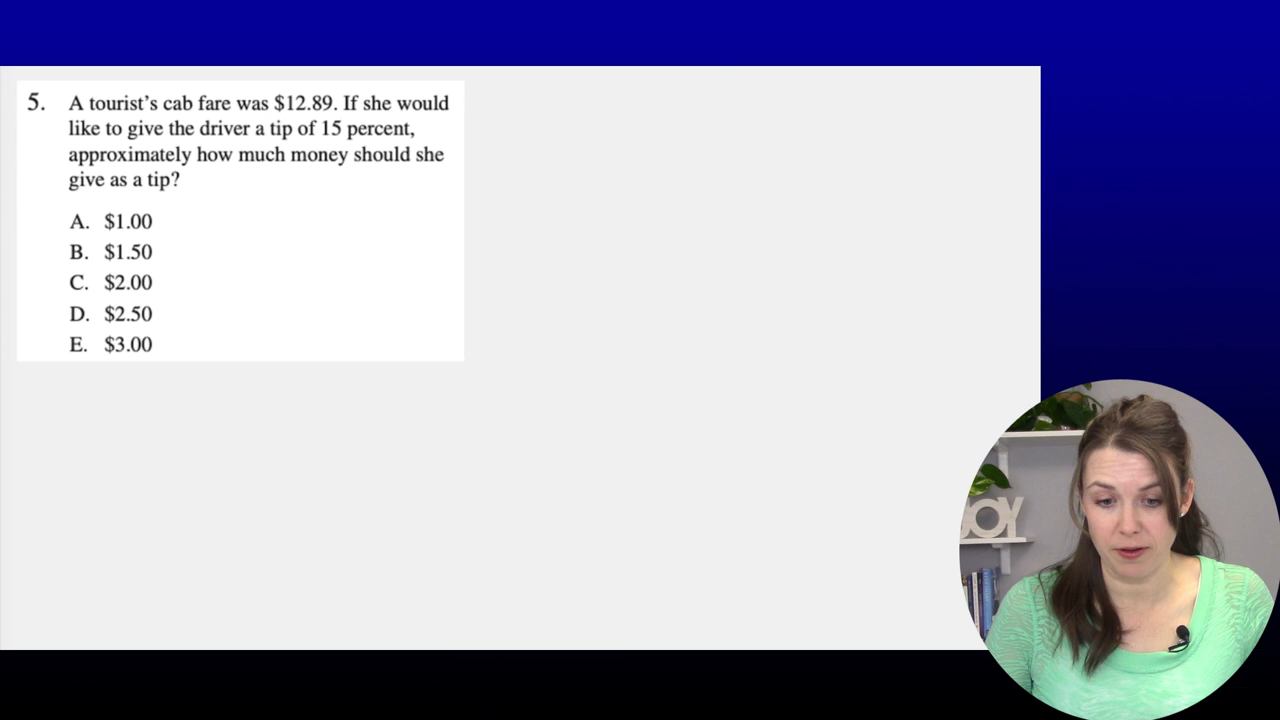 5. A tourist's cab fare was $12.89. If she would
like to give the driver a tip of 15 percent,
approximately how much money should she
give as a tip?
A. $1.00
B. $1.50
C. $2.00
D. $2.50
E. $3.00
JOY